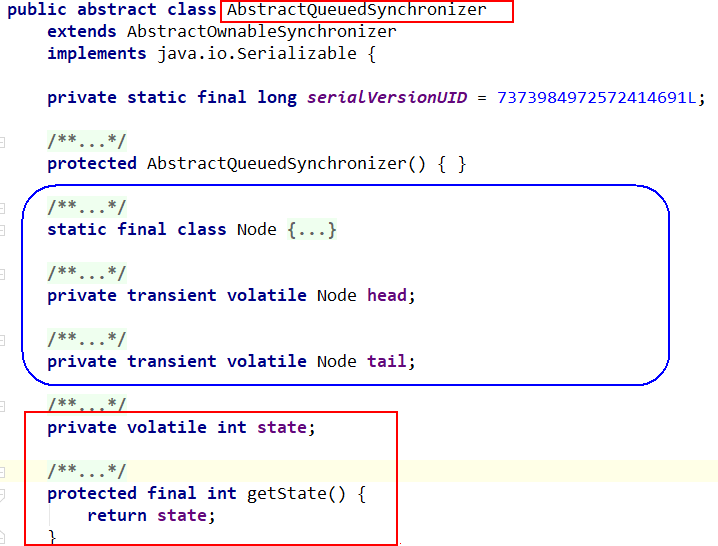 public abstract class AbstractQueuedSynchronizer
extends AbstractOwnableSynchronizer
implements java.io.Serializable {
private static final long serialVersionUID = 7373984972572414691L;
/**...*/
protected AbstractQueuedSynchronizer() { }
/**...*/
static final class Node {...}
/**...*/
private transient volatile Node head;
/**...*/
private transient volatile Node tail;
/**...*/
private volatile int state;
/**...*/
protected final int getState() {
return state;
}